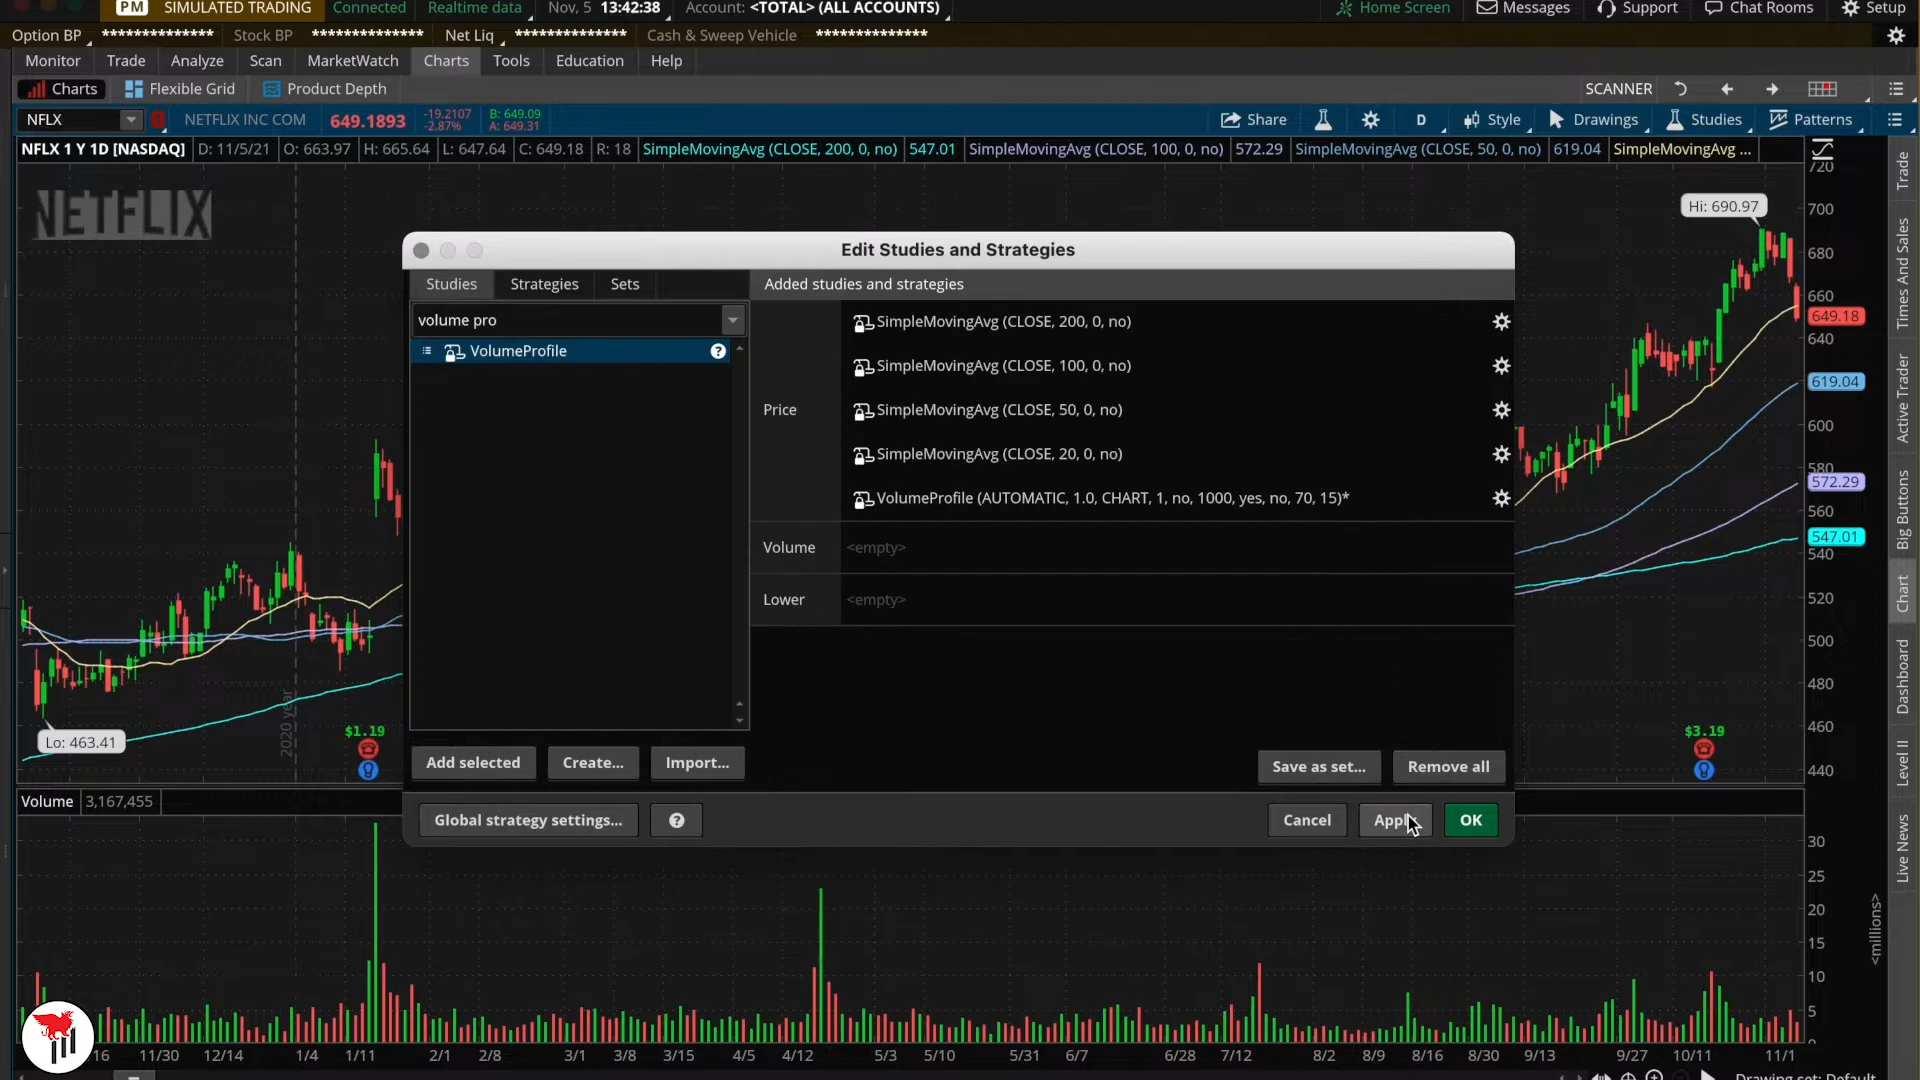 PM SIMULATED TRADING Connected Realtime data Nov, 5 13:42:38 Account: <TOTAL> (ALL ACCOUNTS) Home Screen Messages Support Chat Rooms Setup
Option BP ************** Stock BP ************** Net Liq ************** Cash & Sweep Vehicle **************
Monitor Trade Analyze Scan MarketWatch Charts Tools Education Help
Charts Flexible Grid Product Depth SCANNER
NFLX NETFLIX INC COM 649.1893 -19.2107 B: 649.09 Share D Style Drawings Studies Patterns
-2.87% A: 649.31
NFLX 1 Y 1D [NASDAQ] D: 11/5/21 O: 663.97 H: 665.64 L: 647.64 C: 649.18 R: 18 SimpleMovingAvg (CLOSE, 200, 0, no) 547.01 SimpleMovingAvg (CLOSE, 100, 0, no) 572.29 SimpleMovingAvg (CLOSE, 50, 0, no) 619.04 SimpleMovingAvg ...
NETFLIX
Hi: 690.97
Lo: 463.41
2020 year
$1.19
$3.19
720
700
680
660
649.18
640
619.04
600
580
572.29
560
547.01
540
520
500
480
460
440
Edit Studies and Strategies
Studies Strategies Sets
volume pro
VolumeProfile ?
Added studies and strategies
Price
SimpleMovingAvg (CLOSE, 200, 0, no)
SimpleMovingAvg (CLOSE, 100, 0, no)
SimpleMovingAvg (CLOSE, 50, 0, no)
SimpleMovingAvg (CLOSE, 20, 0, no)
VolumeProfile (AUTOMATIC, 1.0, CHART, 1, no, 1000, yes, no, 70, 15)*
Volume <empty>
Lower <empty>
Add selected Create... Import... Save as set... Remove all
Global strategy settings... ? Cancel Apply OK
Volume 3,167,455
30
25
20
15
10
5
<millions>
16 11/30 12/14 1/4 1/11 2/1 2/8 3/1 3/8 3/15 4/5 4/12 5/3 5/10 5/31 6/7 6/28 7/12 8/2 8/9 8/16 8/30 9/13 9/27 10/11 11/1
Drawing set: Default
Trade
Times And Sales
Active Trader
Big Buttons
Chart
Dashboard
Level II
Live News